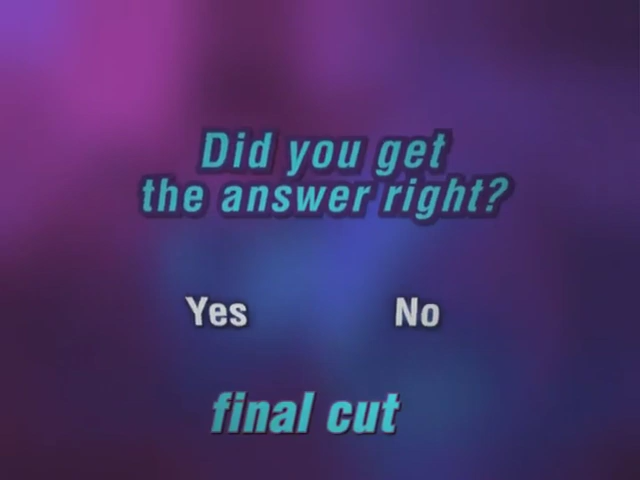 Did you get
the answer right?
Yes No
final cut